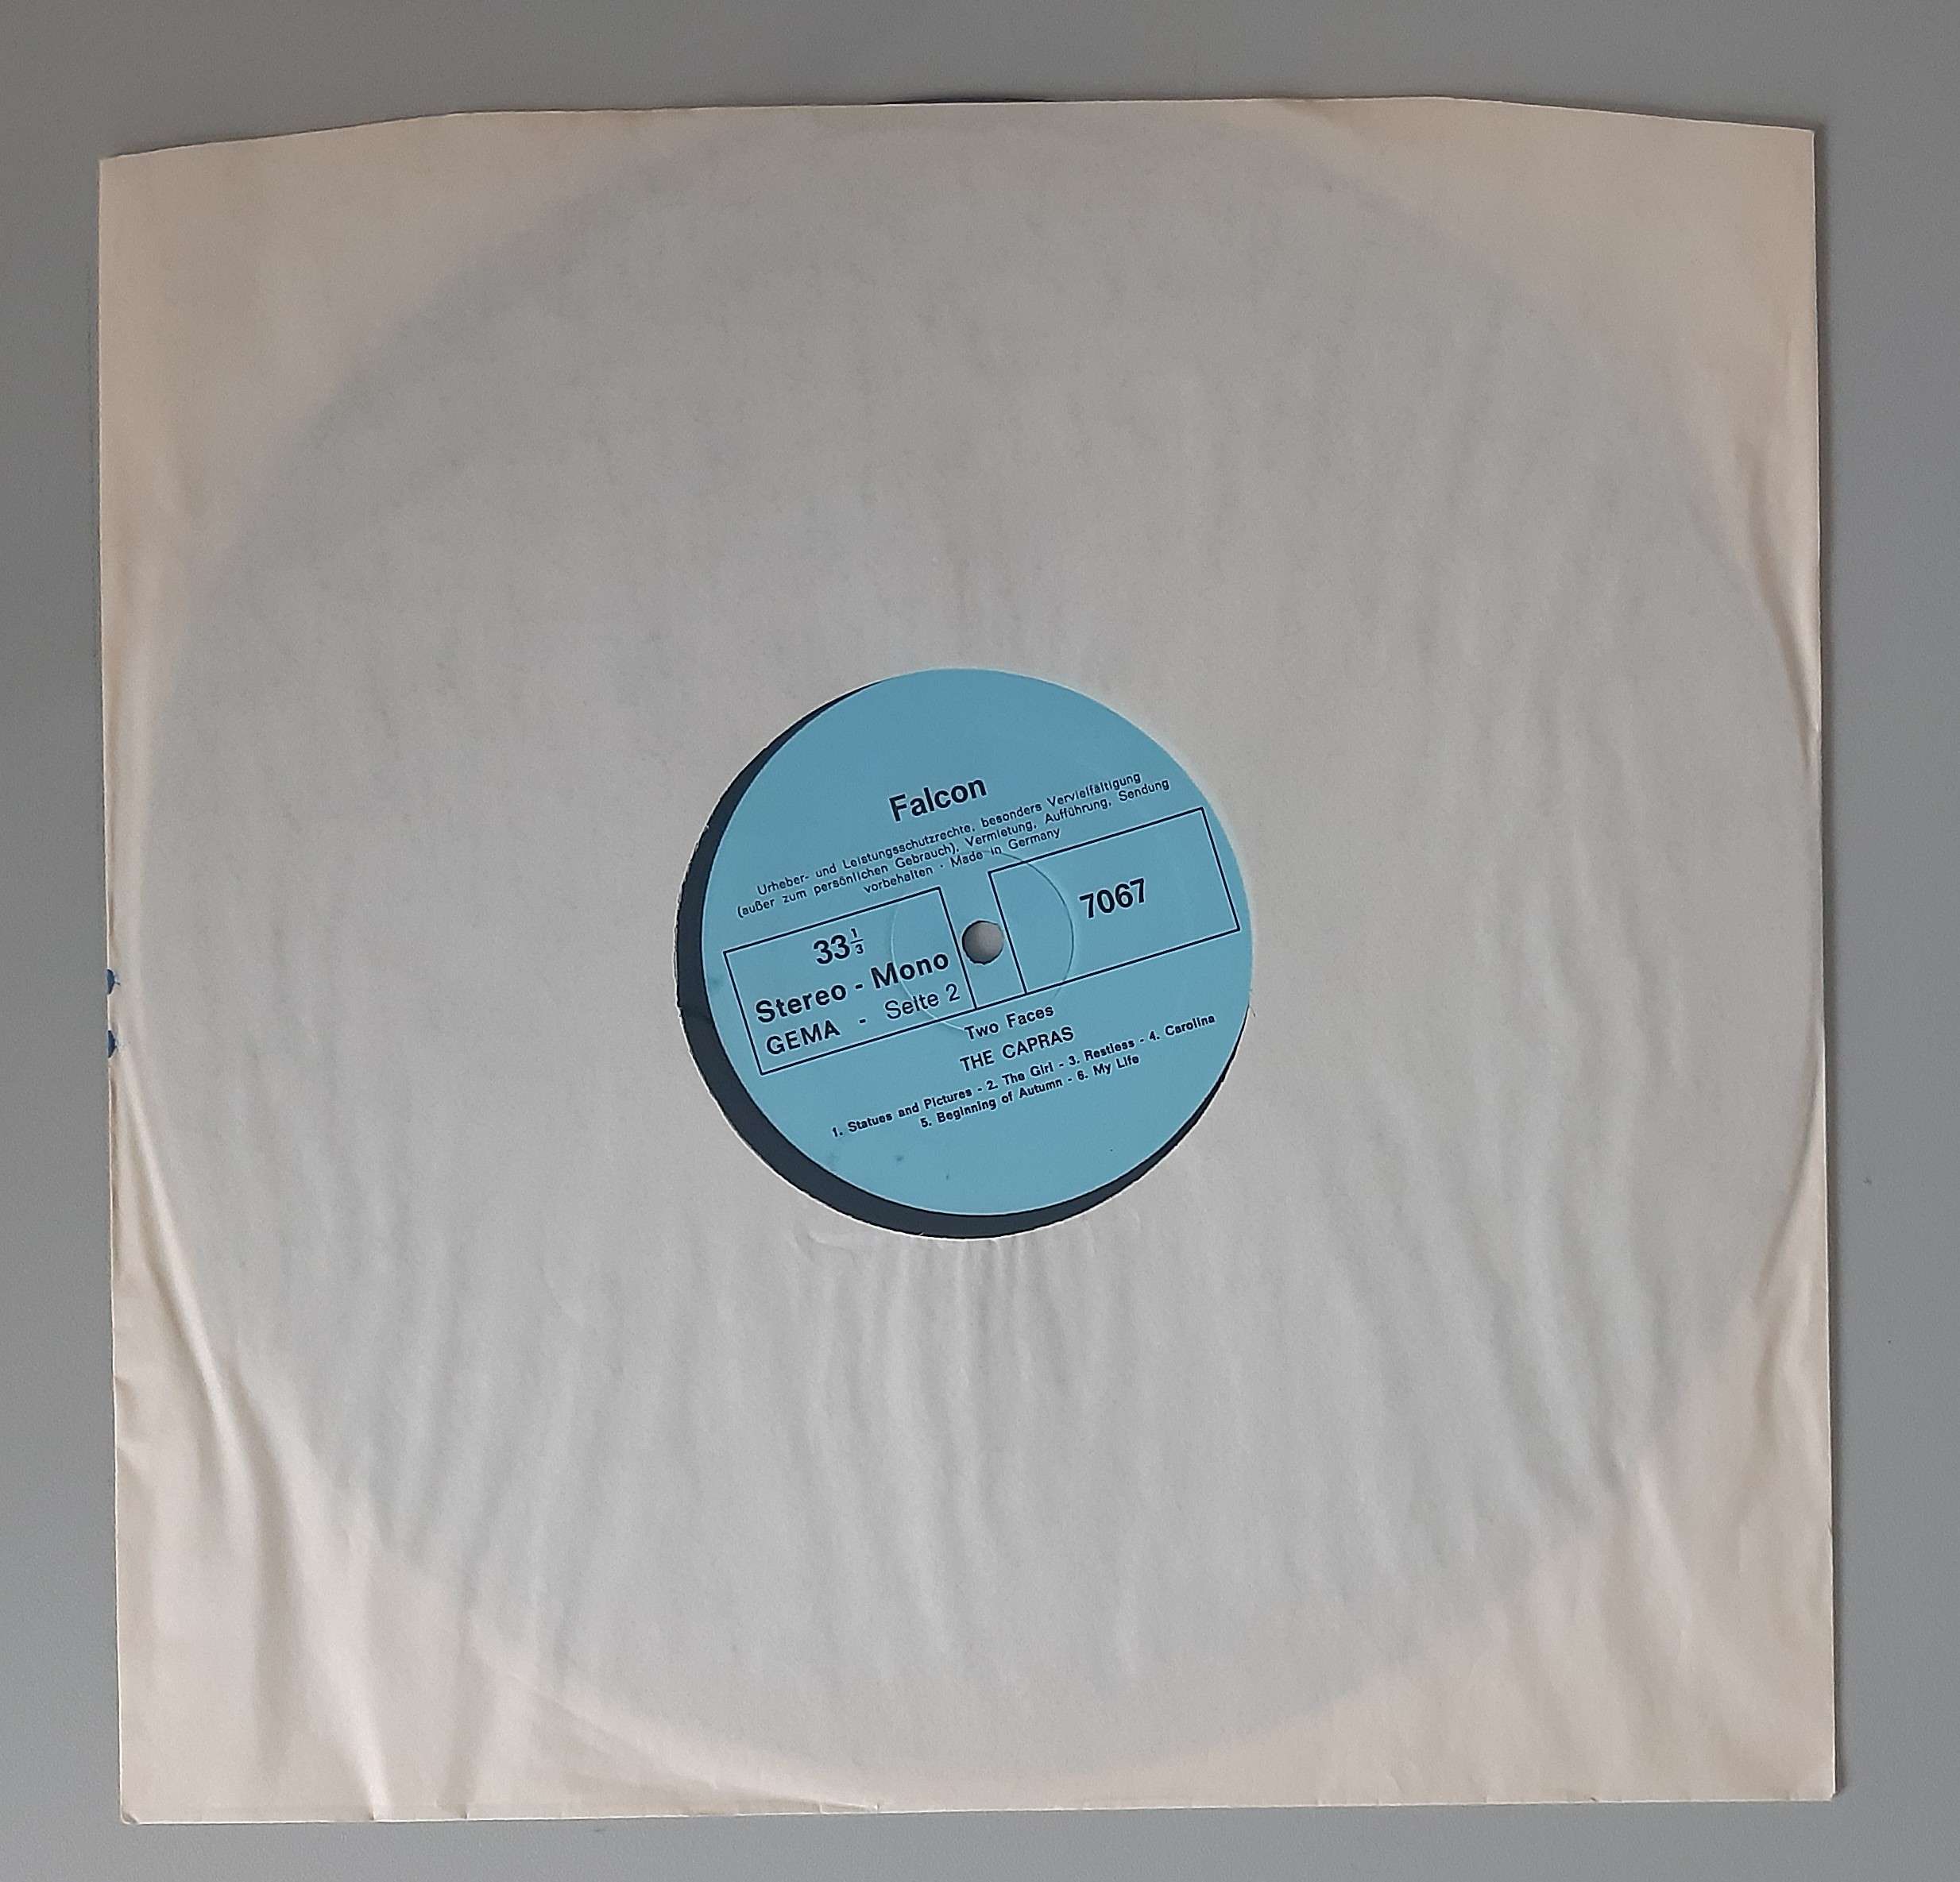 Falcon
Urheber- und Leistungsschutzrechte, besonders Vervielfältigung
(außer zum persönlichen Gebrauch), Vermietung, Aufführung, Sendung
vorbehalten · Made in Germany
33 1/3
Stereo - Mono
GEMA - Seite 2
7067
Two Faces
THE CAPRAS
1. Statues and Pictures - 2. The Girl - 3. Restless - 4. Carolina
5. Beginning of Autumn - 6. My Life